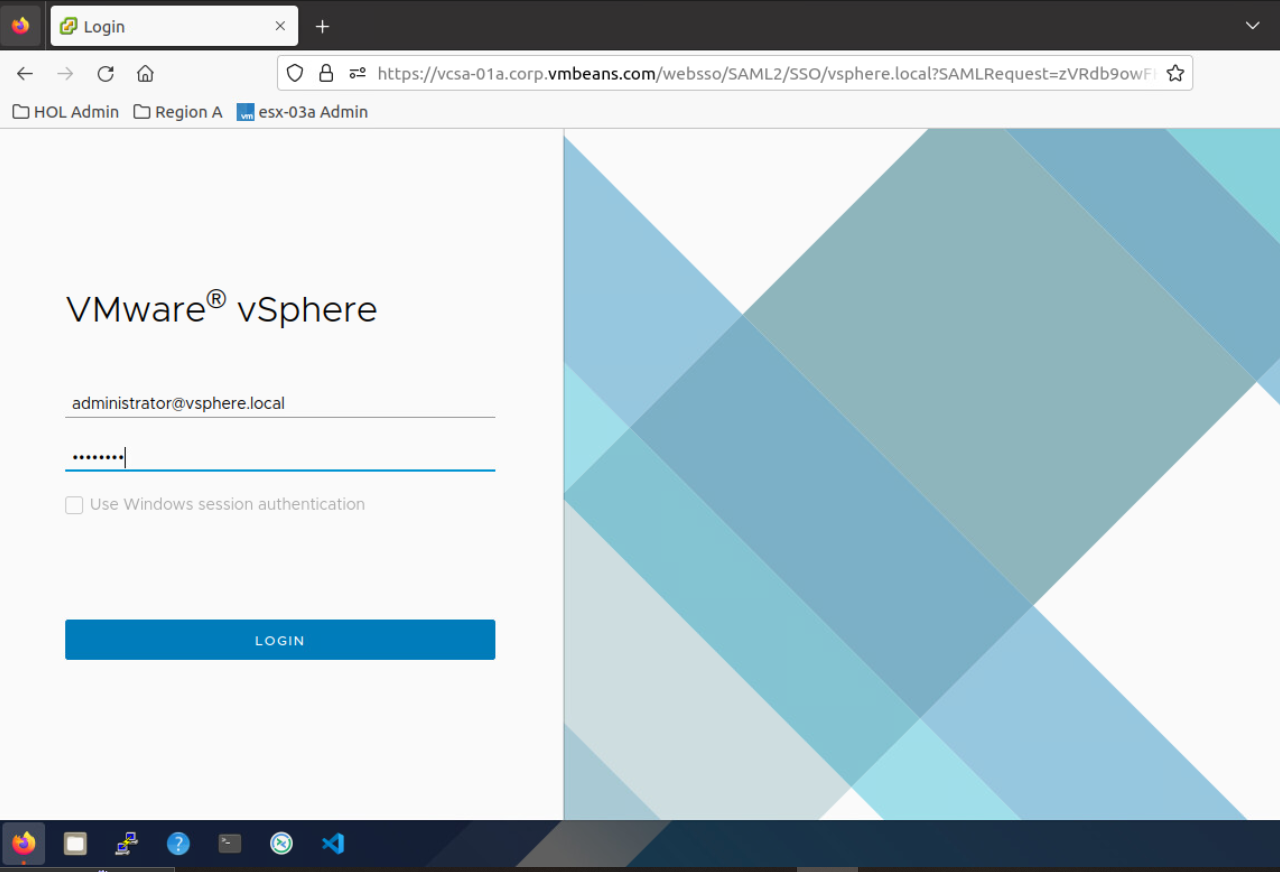 Login
https://vcsa-01a.corp.vmbeans.com/websso/SAML2/SSO/vsphere.local?SAMLRequest=zVRdb9owF
HOL Admin Region A vm esx-03a Admin
VMware® vSphere
administrator@vsphere.local
••••••••
Use Windows session authentication
LOGIN